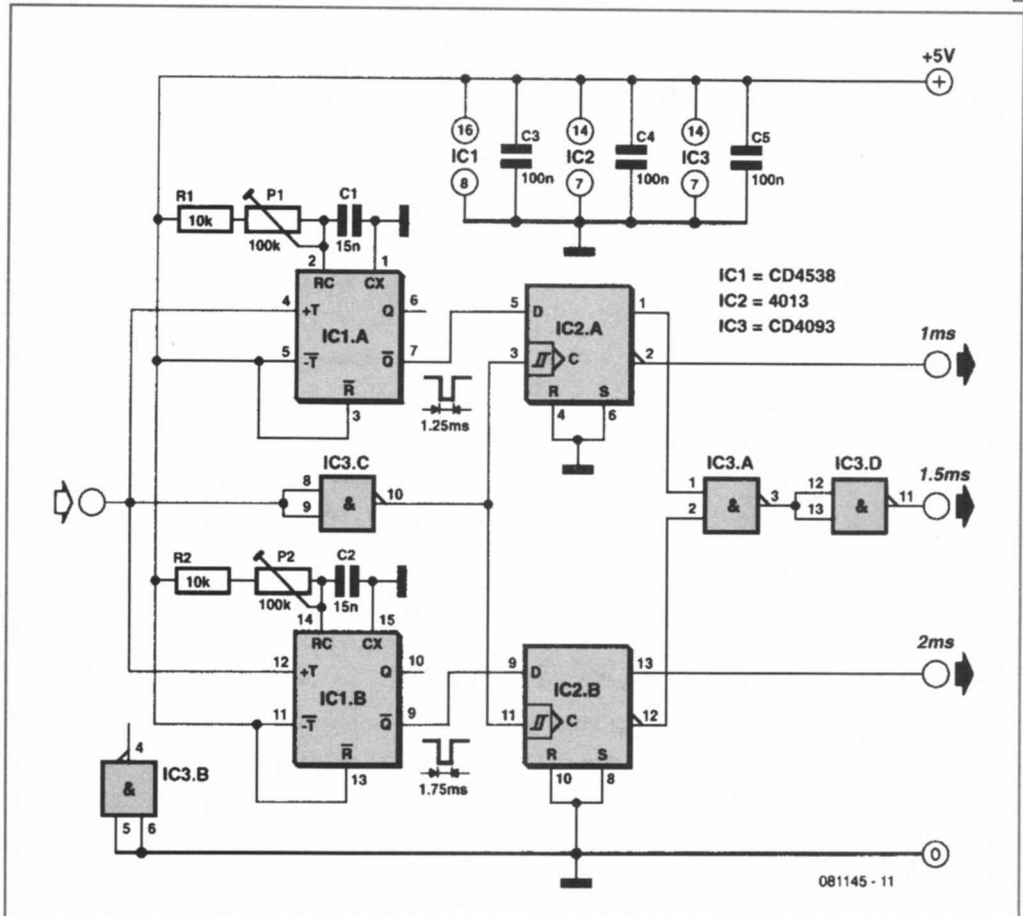 +5V
+
16
IC1
8
C3
100n
14
IC2
7
C4
100n
14
IC3
7
C5
100n
R1
10k
P1
100k
C1
15n
2
1
RC
CX
4
+T
Q
6
IC1.A
5
-T̅
Q̅
7
R̅
3
1.25ms
IC1 = CD4538
IC2 = 4013
IC3 = CD4093
5
D
IC2.A
1
3
C
2
R
S
4
6
1ms
IC3.C
8
9
&
10
IC3.A
1
2
&
3
IC3.D
12
13
&
11
1.5ms
R2
10k
P2
100k
C2
15n
14
15
RC
CX
12
+T
Q
10
IC1.B
11
-T̅
Q̅
9
R̅
13
1.75ms
9
D
IC2.B
13
11
C
12
R
S
10
8
2ms
4
IC3.B
&
5
6
0
081145 - 11